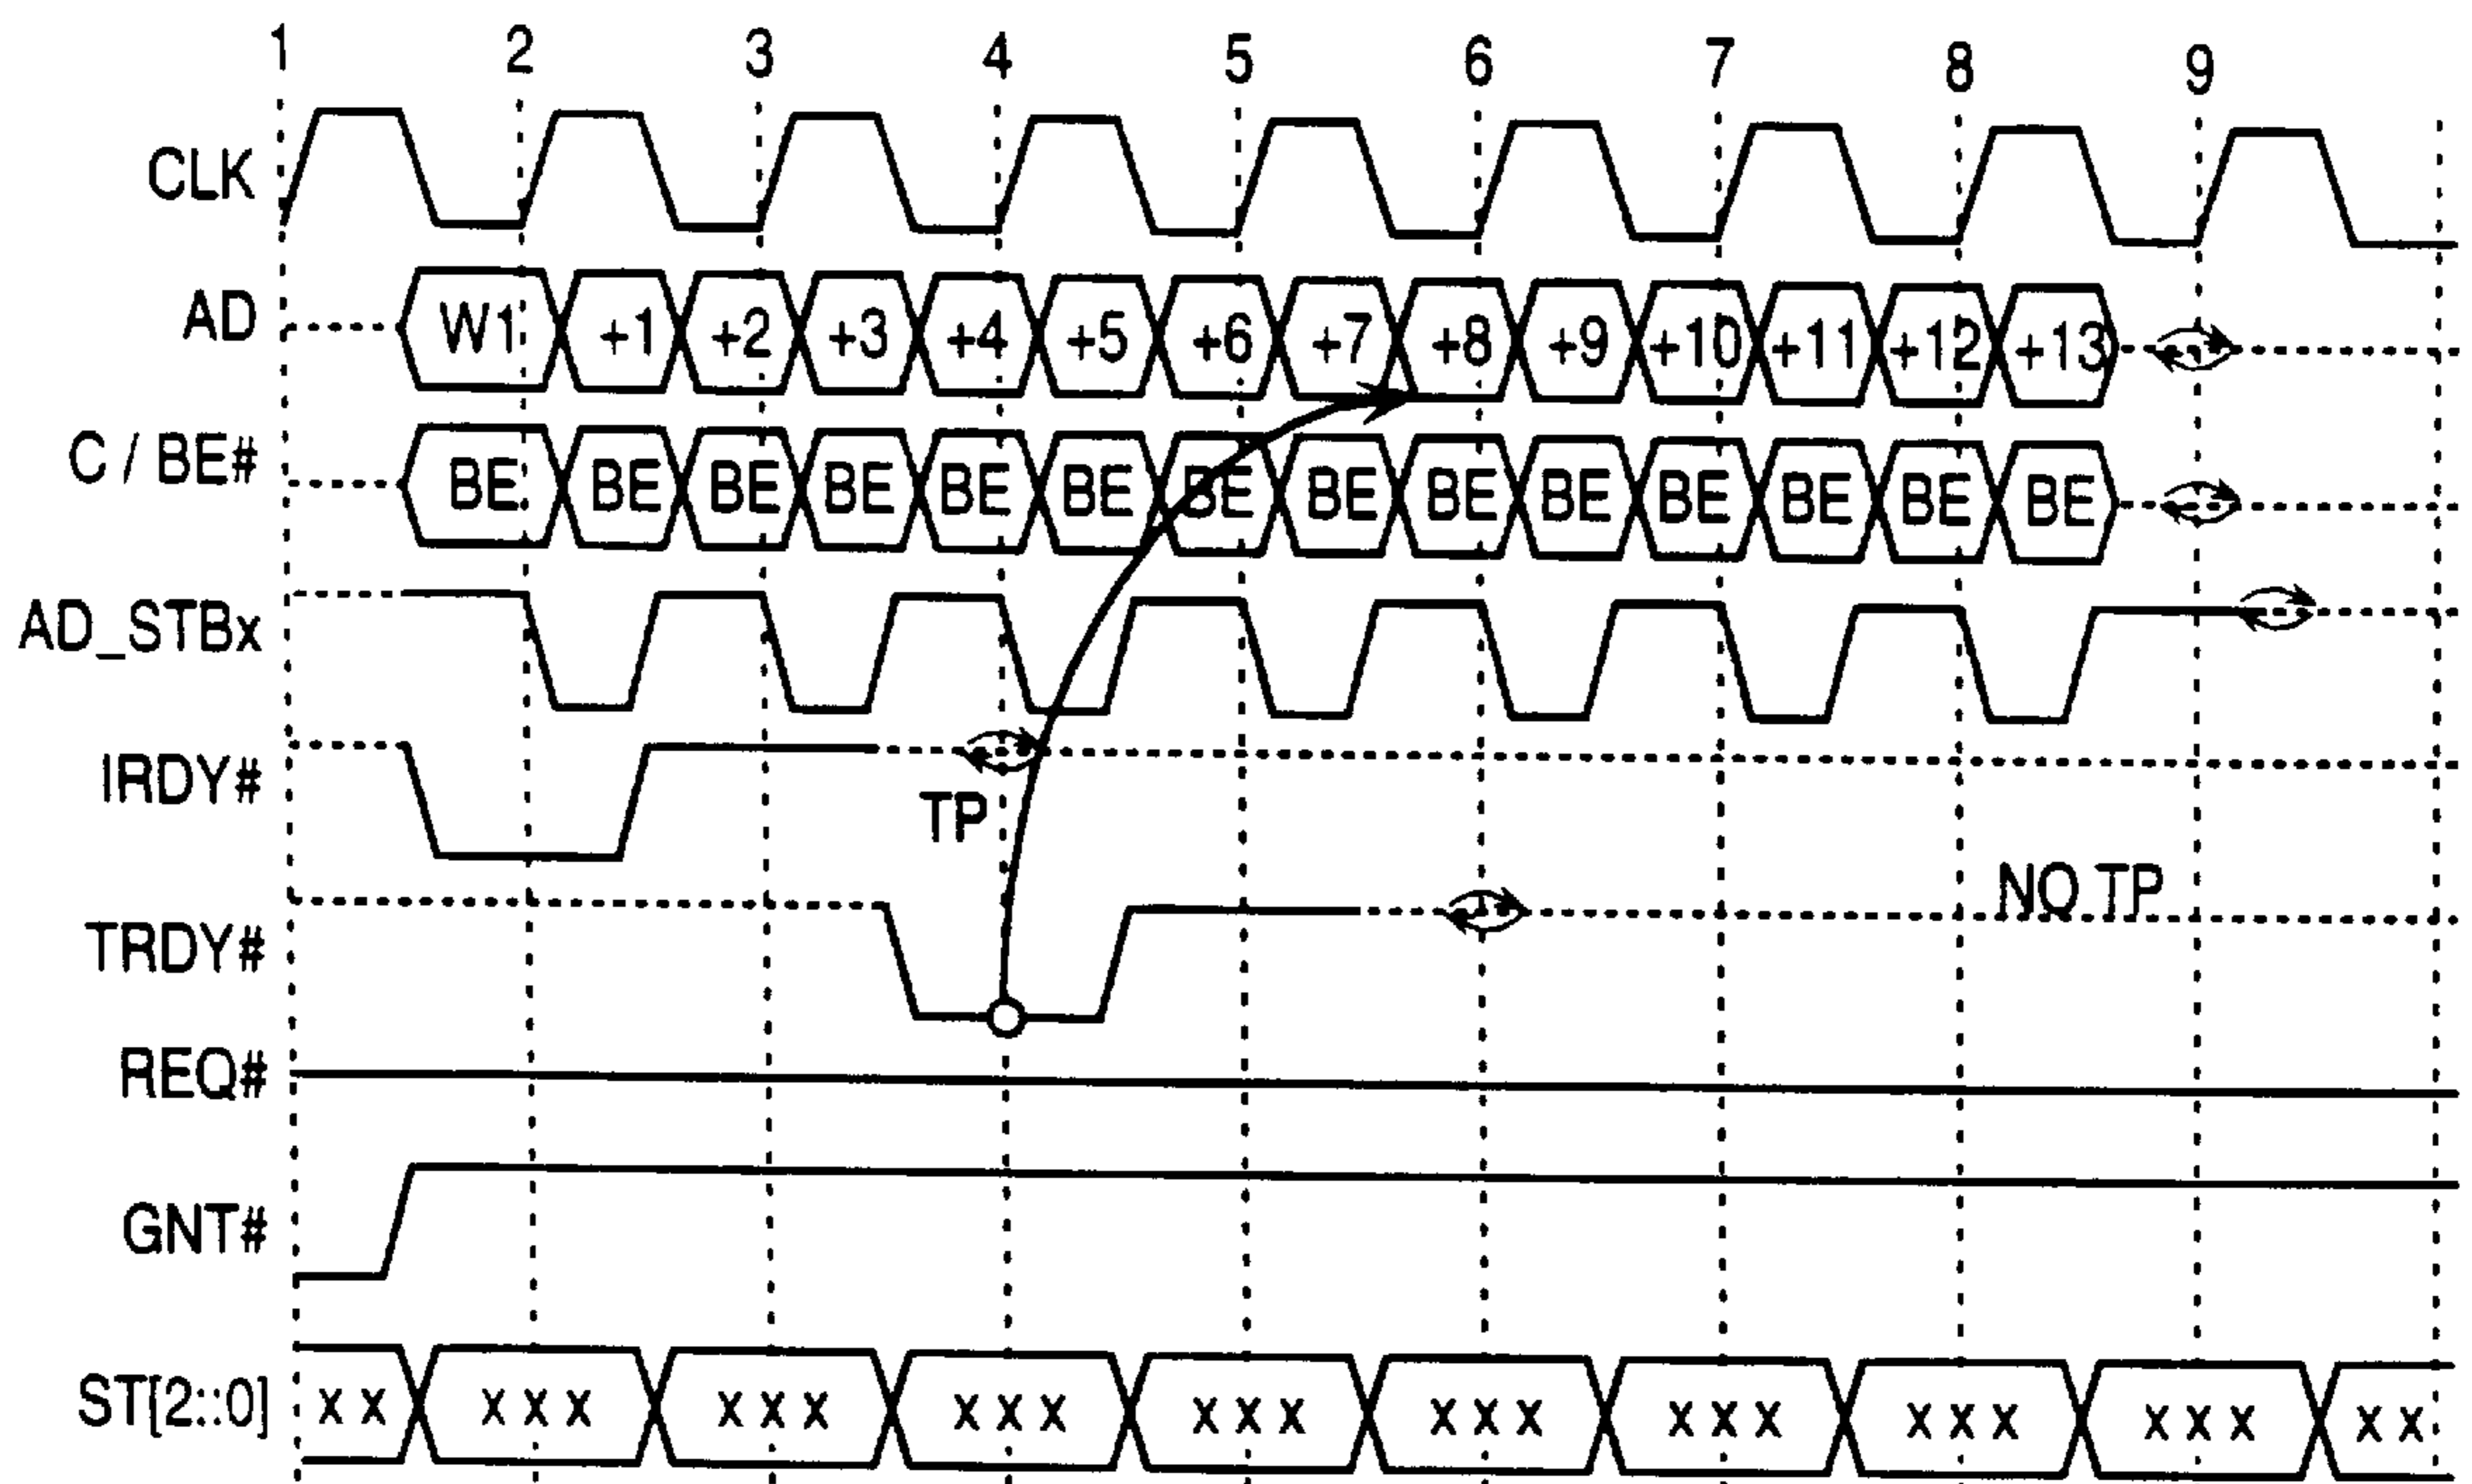 1 2 3 4 5 6 7 8 9
CLK
AD W1 +1 +2 +3 +4 +5 +6 +7 +8 +9 +10 +11 +12 +13
C / BE# BE BE BE BE BE BE BE BE BE BE BE BE BE BE
AD_STBx
IRDY#
TP
NO TP
TRDY#
REQ#
GNT#
ST[2::0] x x x x x x x x x x x x x x x x x x x x x x x x x x x x